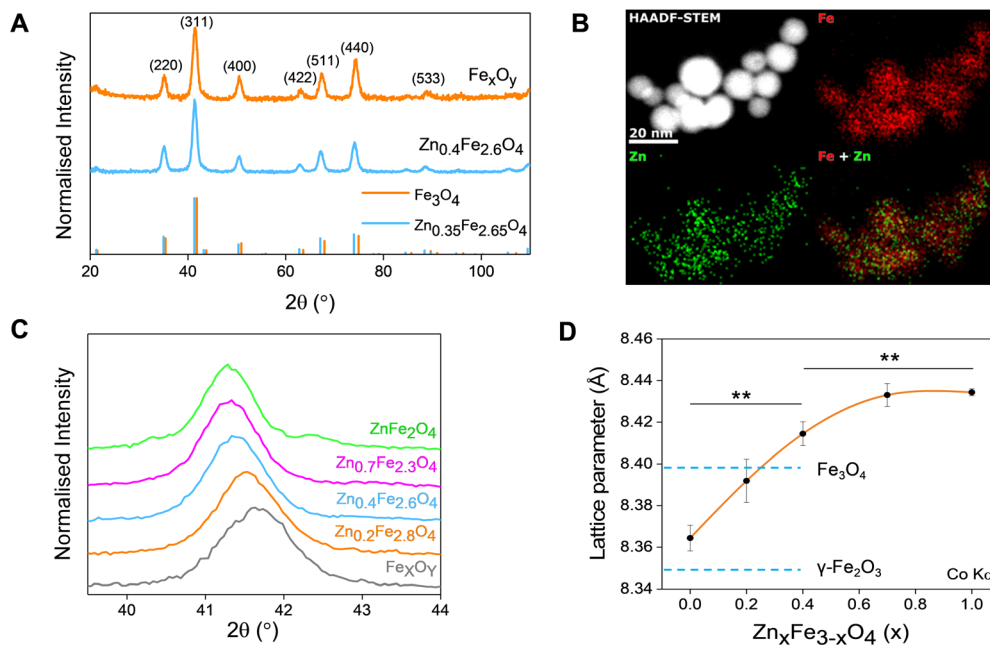 A
(311)
(220)
(400)
(422)
(511)
(440)
(533)
FexOy
Zn0.4Fe2.6O4
Fe3O4
Zn0.35Fe2.65O4
Normalised Intensity
20 40 60 80 100
2θ (°)
B
HAADF-STEM
Fe
20 nm
Zn
Fe + Zn
C
Normalised Intensity
ZnFe2O4
Zn0.7Fe2.3O4
Zn0.4Fe2.6O4
Zn0.2Fe2.8O4
FeXOY
40 41 42 43 44
2θ (°)
D
Lattice parameter (Å)
8.46
8.44
8.42
8.40
8.38
8.36
8.34
**
**
Fe3O4
γ-Fe2O3
Co Kα
0.0 0.2 0.4 0.6 0.8 1.0
ZnxFe3-xO4 (x)